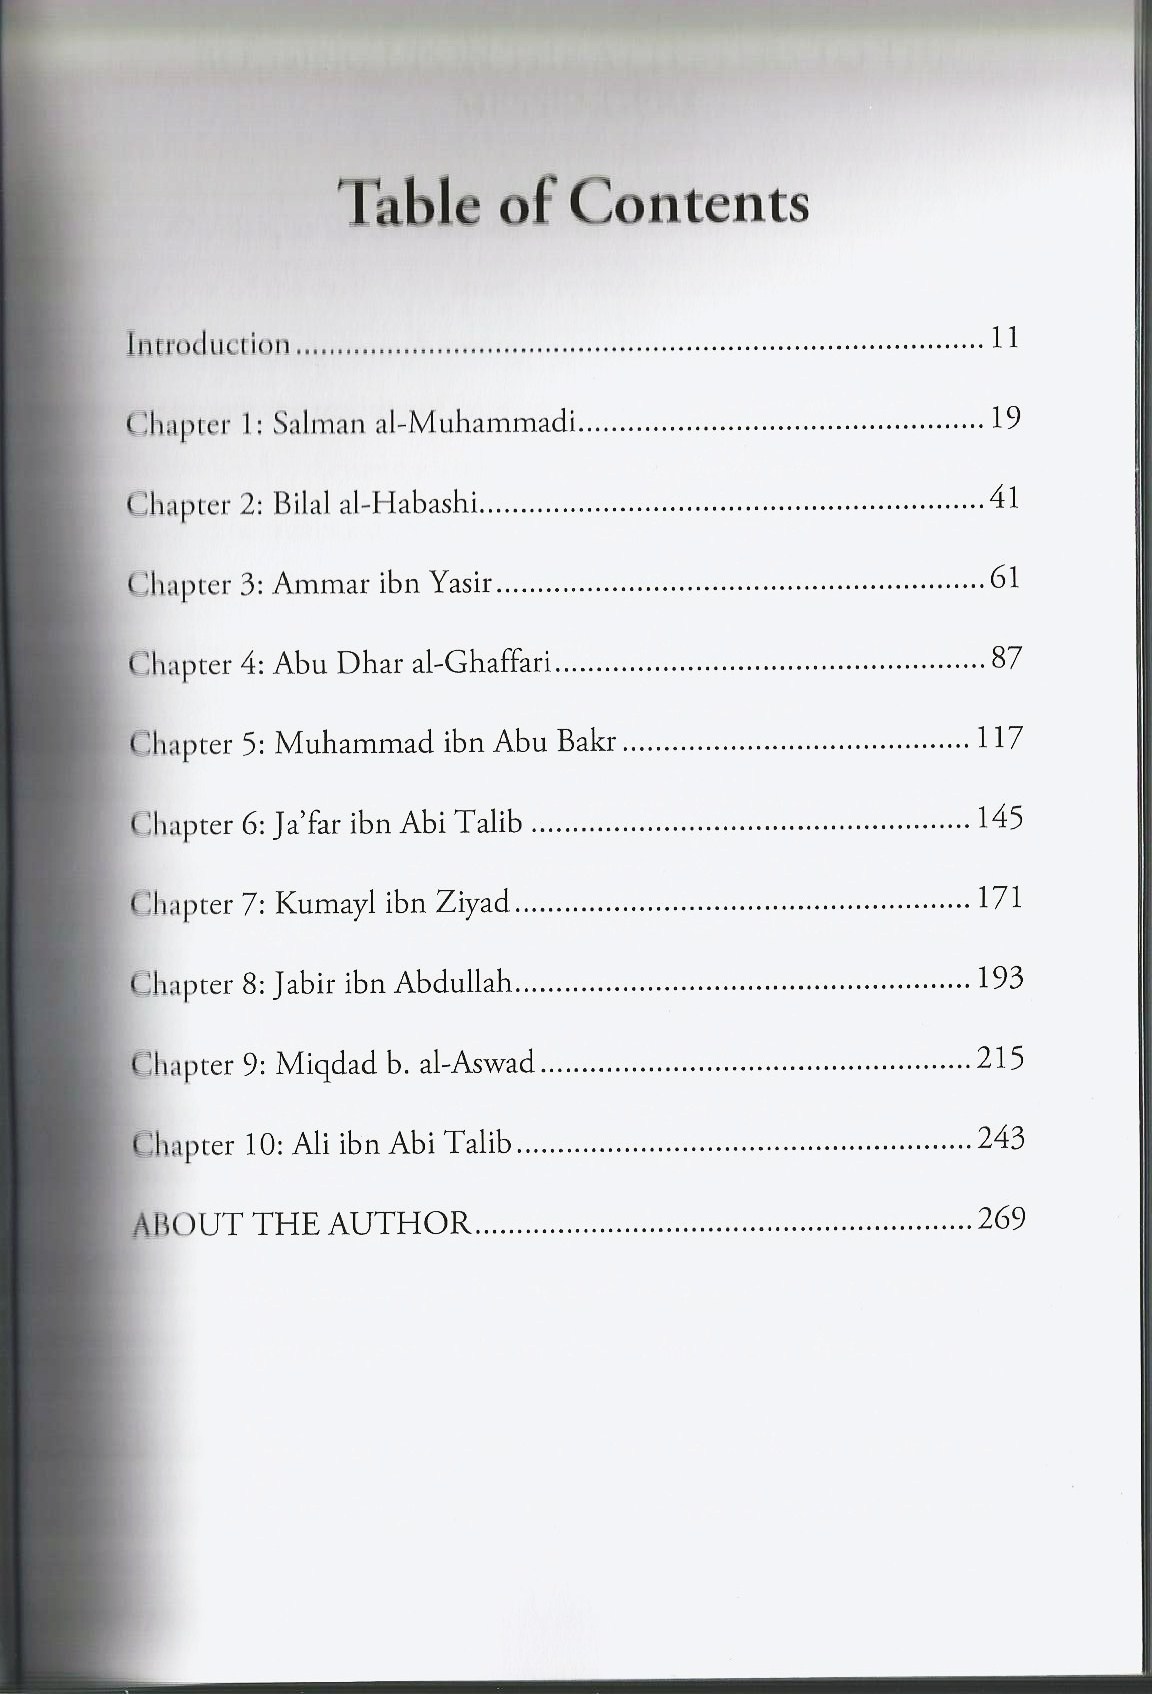 Table of Contents
Introduction 11
Chapter 1: Salman al-Muhammadi 19
Chapter 2: Bilal al-Habashi 41
Chapter 3: Ammar ibn Yasir 61
Chapter 4: Abu Dhar al-Ghaffari 87
Chapter 5: Muhammad ibn Abu Bakr 117
Chapter 6: Ja’far ibn Abi Talib 145
Chapter 7: Kumayl ibn Ziyad 171
Chapter 8: Jabir ibn Abdullah 193
Chapter 9: Miqdad b. al-Aswad 215
Chapter 10: Ali ibn Abi Talib 243
ABOUT THE AUTHOR 269